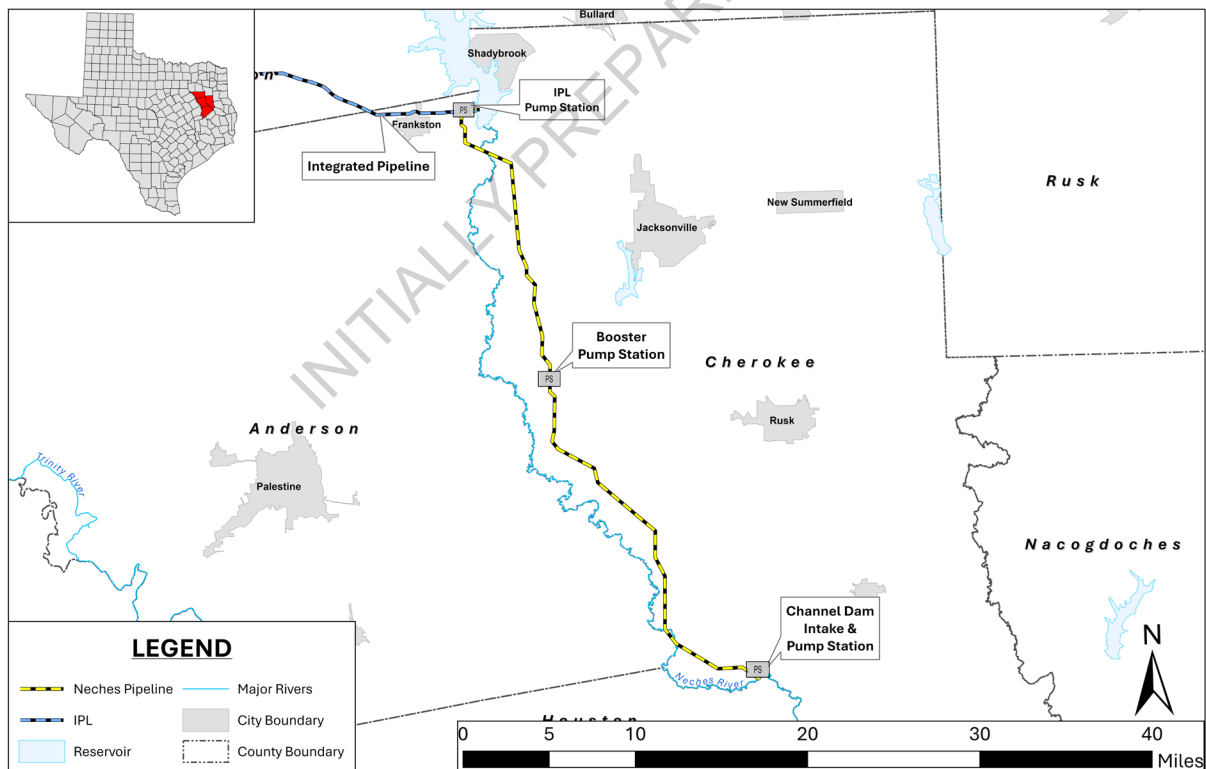 Bullard
Shadybrook
IPL
Pump Station
PS
Frankston
Integrated Pipeline
INITIALLY PREPAR
Rusk
New Summerfield
Jacksonville
Booster
Pump Station
PS
Cherokee
Rusk
Anderson
Palestine
Trinity River
Nacogdoches
Channel Dam
Intake &
Pump Station
PS
Neches River
Houston
N
LEGEND
Neches Pipeline
Major Rivers
IPL
City Boundary
Reservoir
County Boundary
0 5 10 20 30 40
Miles